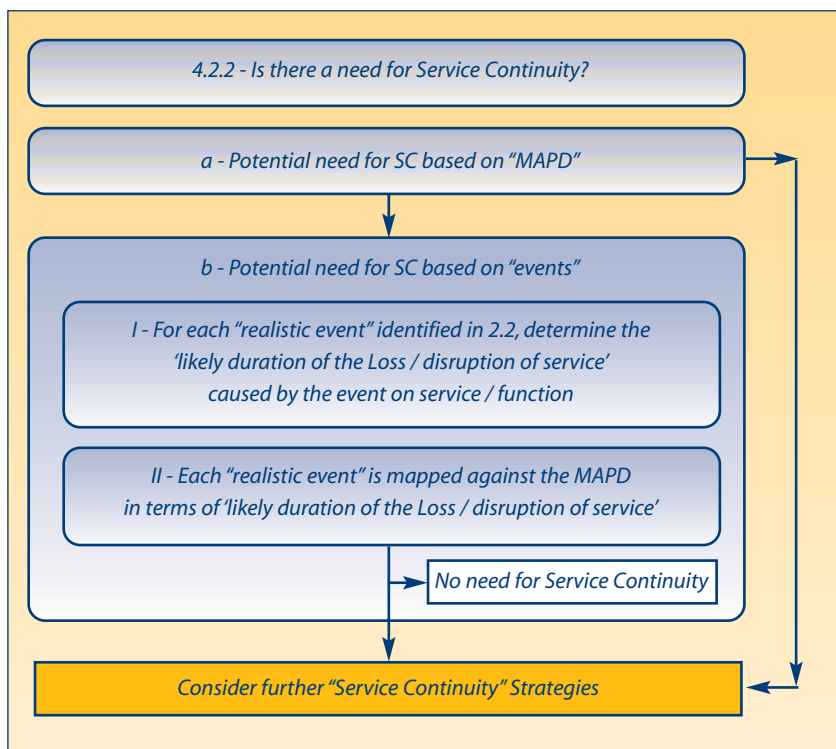 4.2.2 - Is there a need for Service Continuity?
a - Potential need for SC based on “MAPD”
b - Potential need for SC based on “events”
I - For each “realistic event” identified in 2.2, determine the
‘likely duration of the Loss / disruption of service’
caused by the event on service / function
II - Each “realistic event” is mapped against the MAPD
in terms of ‘likely duration of the Loss / disruption of service’
No need for Service Continuity
Consider further “Service Continuity” Strategies